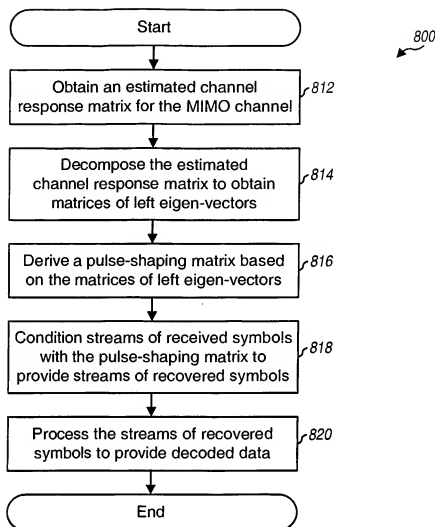 Start
800
Obtain an estimated channel
response matrix for the MIMO channel
812
Decompose the estimated
channel response matrix to obtain
matrices of left eigen-vectors
814
Derive a pulse-shaping matrix based
on the matrices of left eigen-vectors
816
Condition streams of received symbols
with the pulse-shaping matrix to
provide streams of recovered symbols
818
Process the streams of recovered
symbols to provide decoded data
820
End